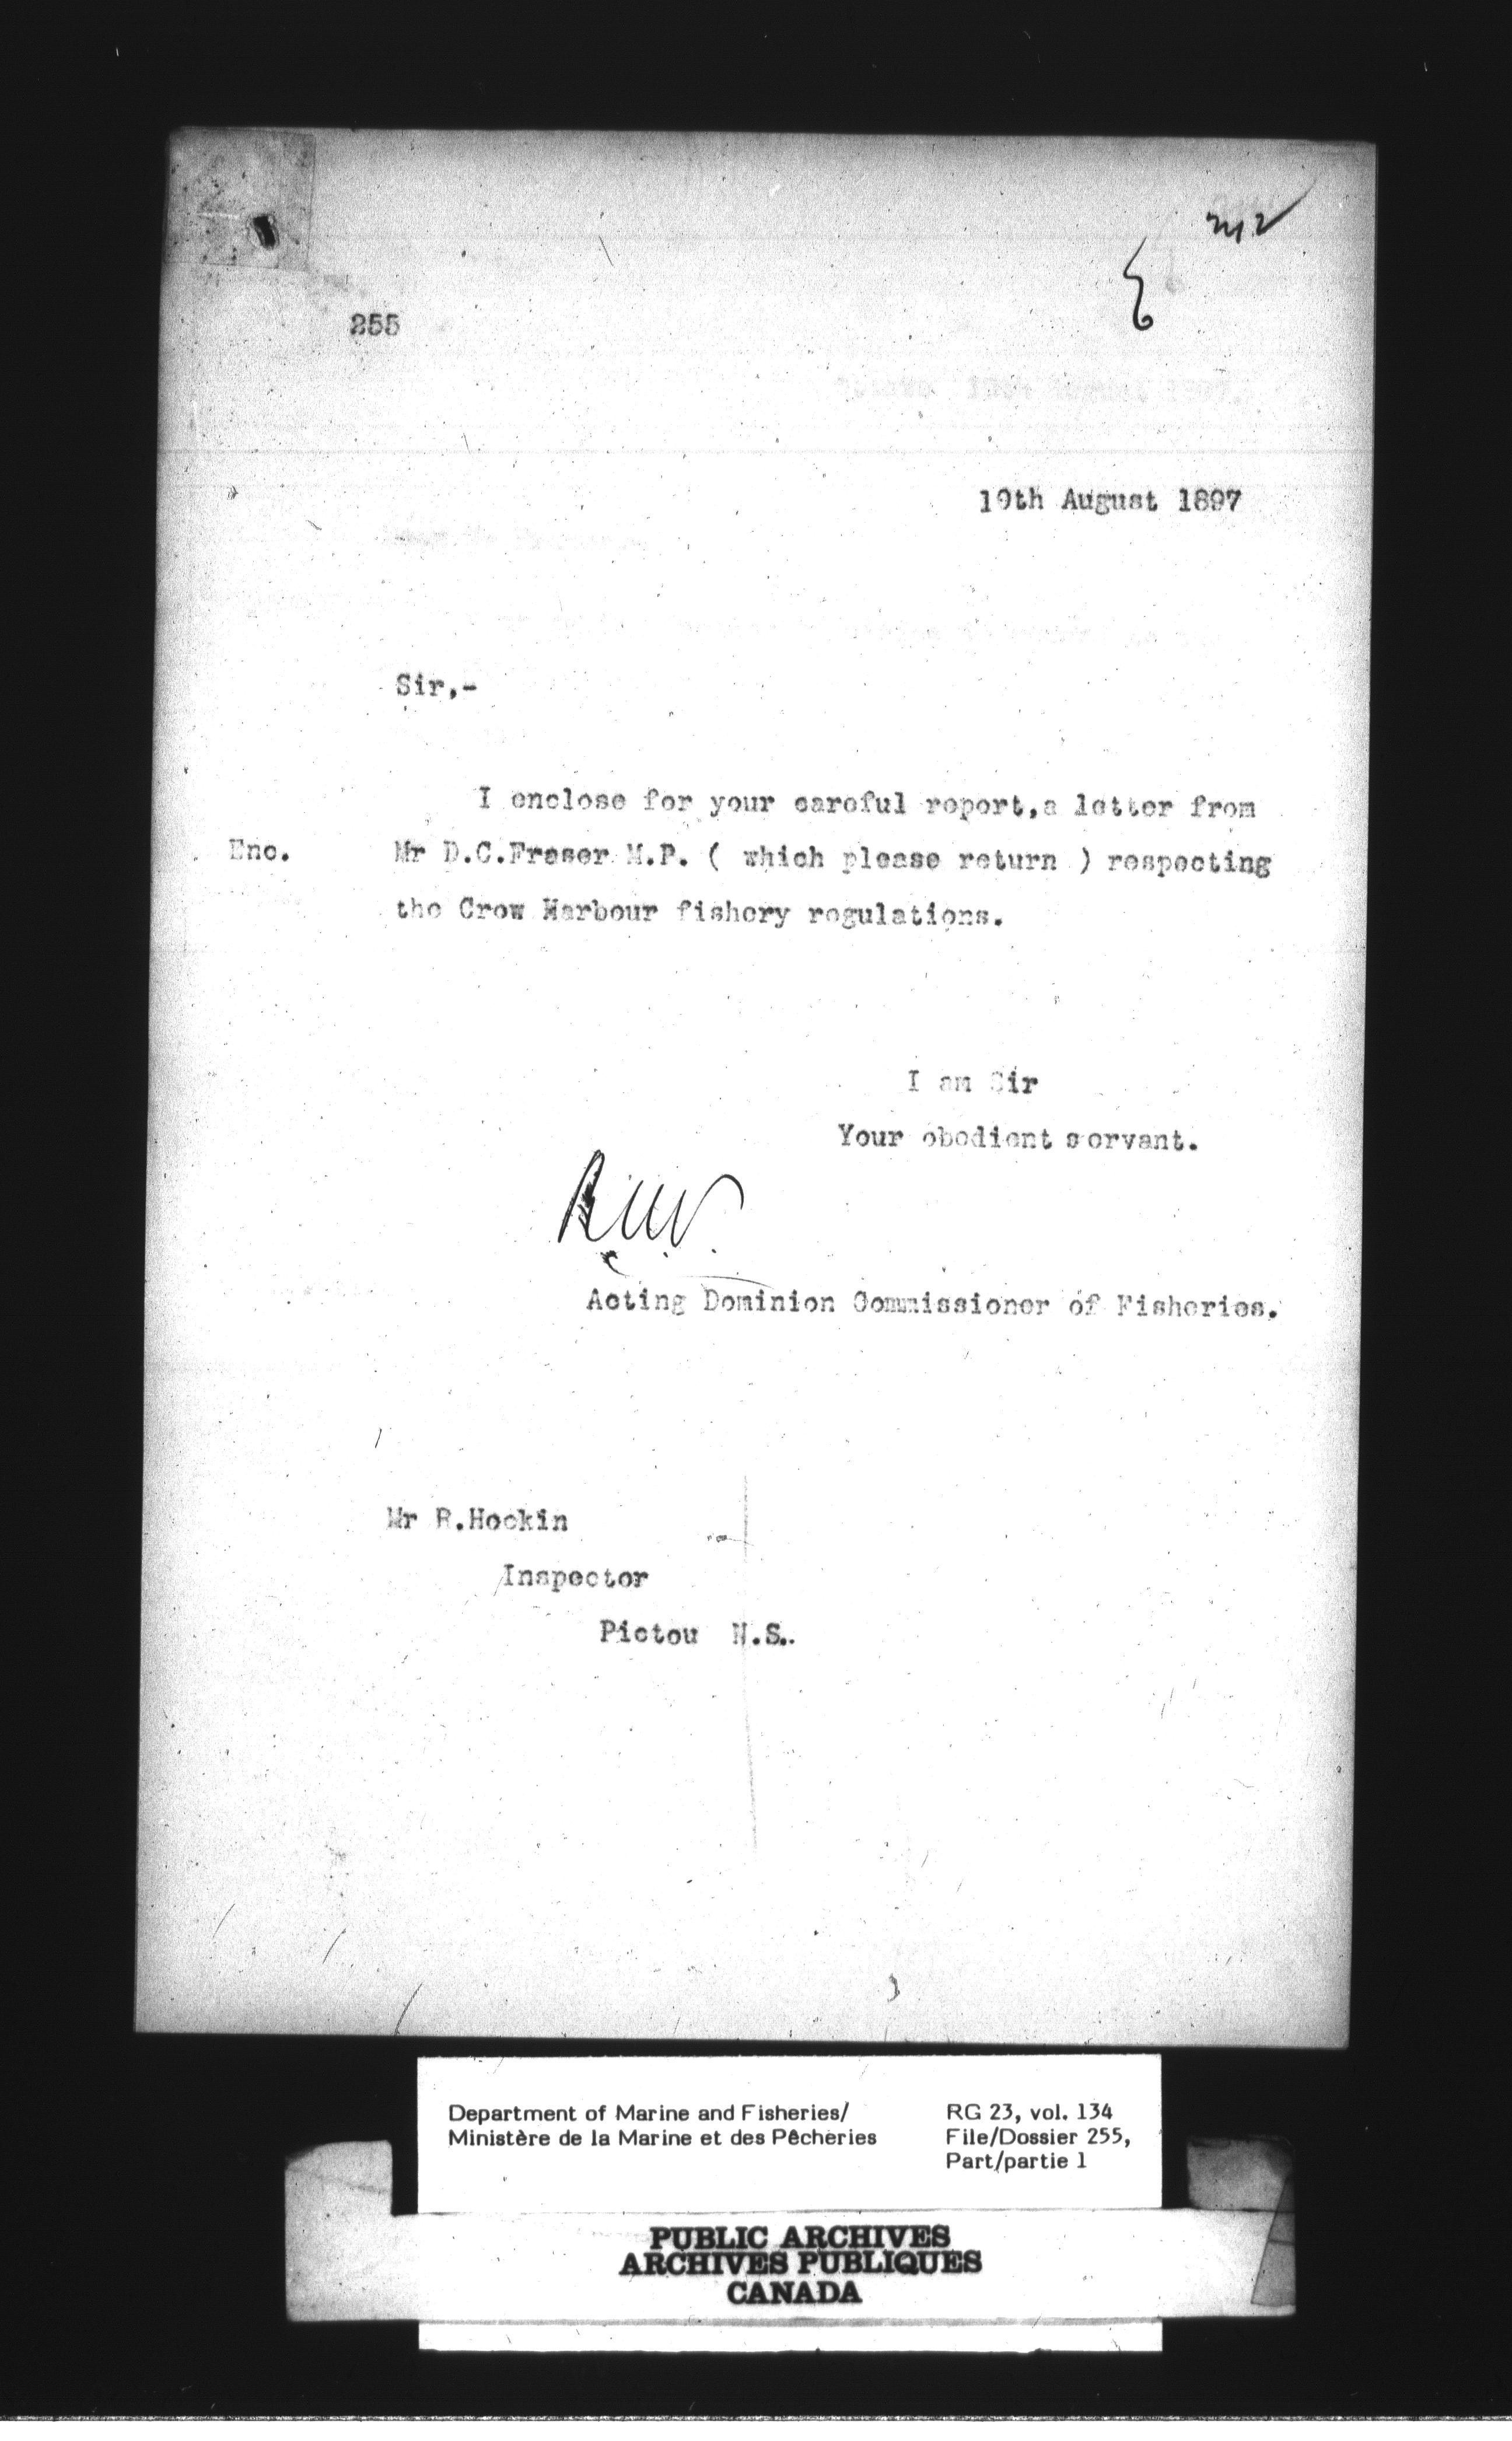 255
19th August 1897
Sir,-
I enclose for your careful report, a letter from
Enc. Mr D.C.Fraser M.P. ( which please return ) respecting
the Crow Harbour fishery regulations.
I am Sir
Your obedient servant.
Acting Dominion Commissioner of Fisheries.
Mr R.Hockin
Inspector
Pictou N.S.
Department of Marine and Fisheries/
Ministère de la Marine et des Pêcheries
RG 23, vol. 134
File/Dossier 255,
Part/partie 1
PUBLIC ARCHIVES
ARCHIVES PUBLIQUES
CANADA